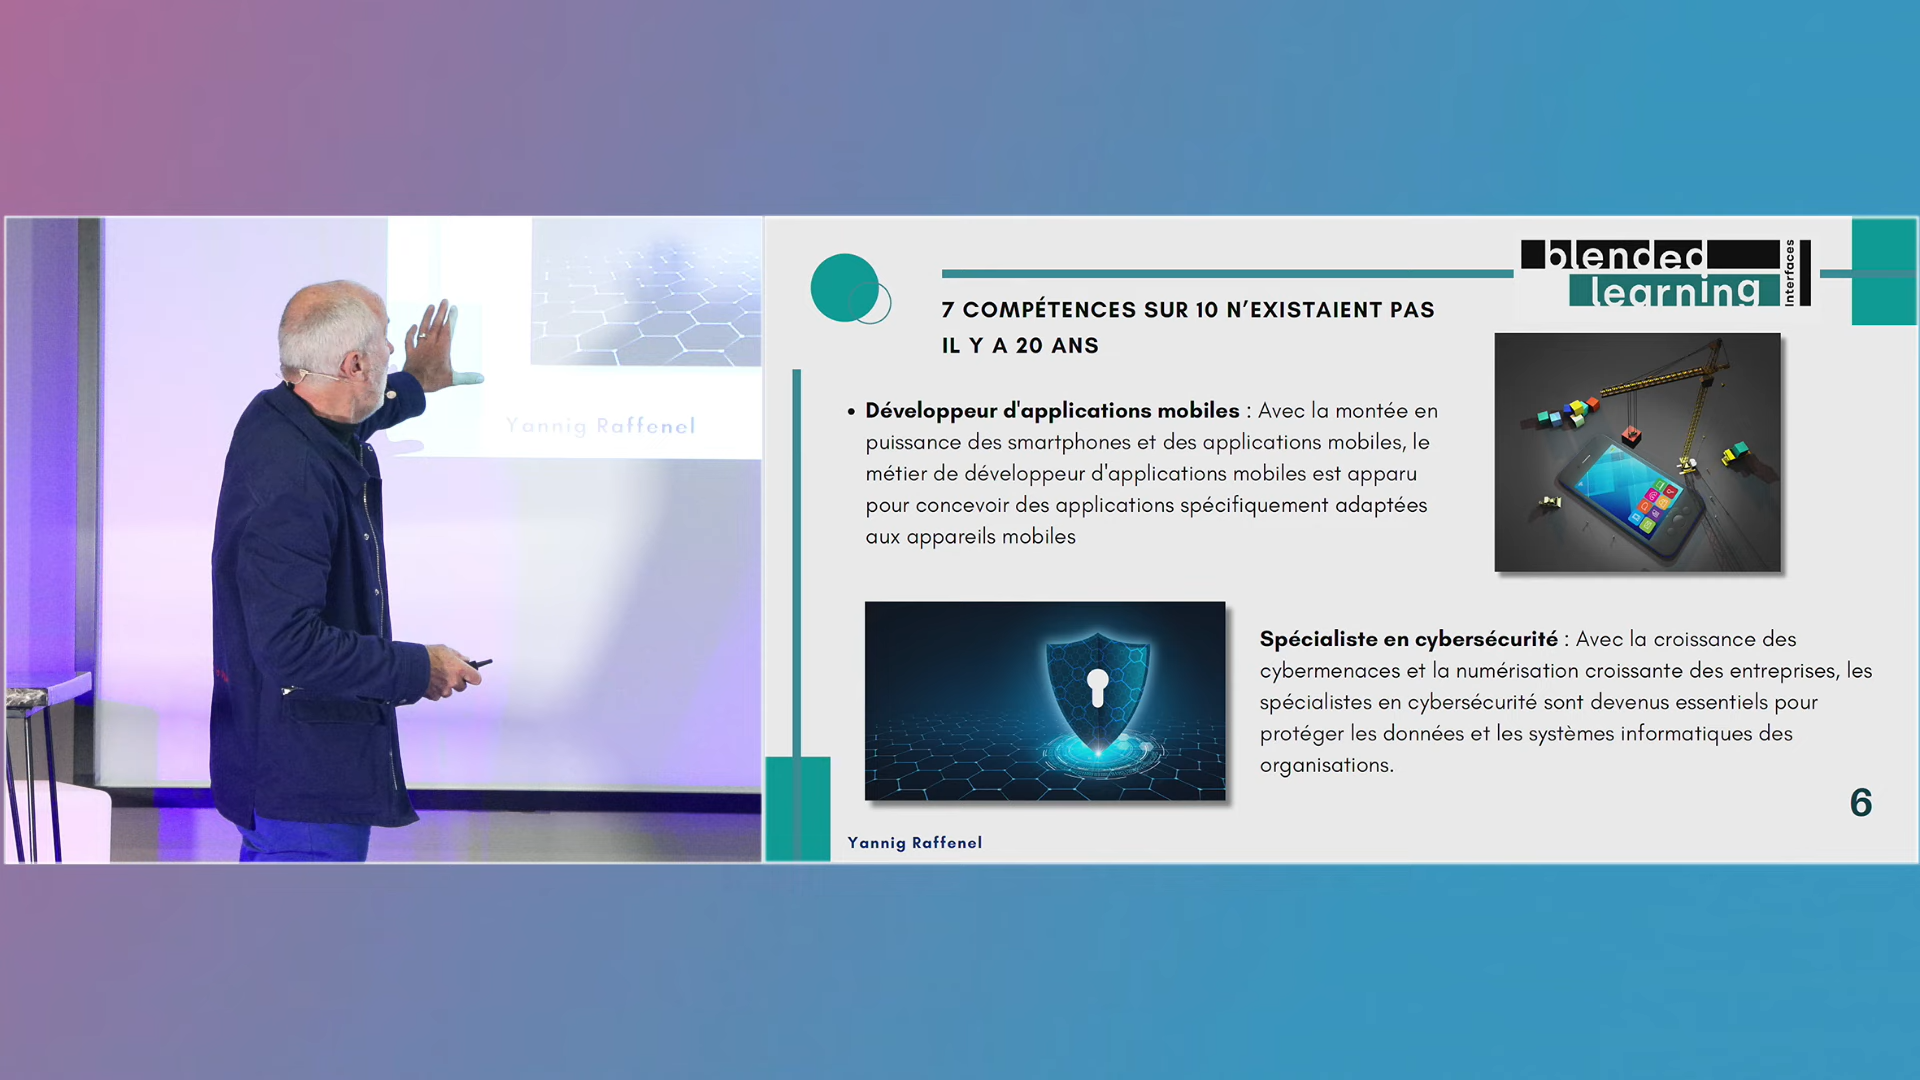 Yannig Raffenel
blended
learning
Interfaces
7 COMPÉTENCES SUR 10 N’EXISTAIENT PAS
IL Y A 20 ANS
• Développeur d'applications mobiles : Avec la montée en
puissance des smartphones et des applications mobiles, le
métier de développeur d'applications mobiles est apparu
pour concevoir des applications spécifiquement adaptées
aux appareils mobiles
Spécialiste en cybersécurité : Avec la croissance des
cybermenaces et la numérisation croissante des entreprises, les
spécialistes en cybersécurité sont devenus essentiels pour
protéger les données et les systèmes informatiques des
organisations.
6
Yannig Raffenel